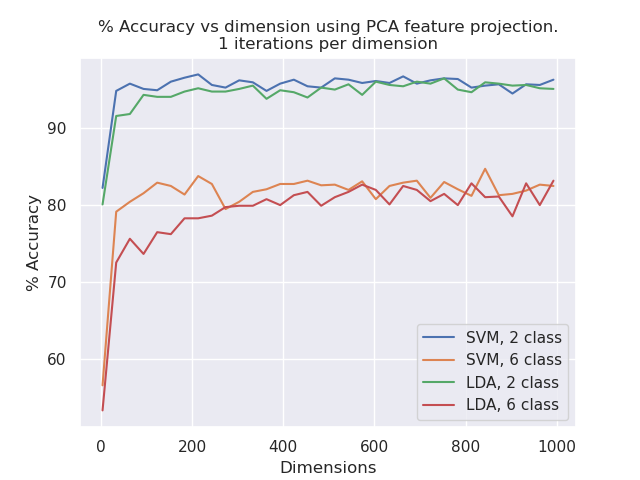 % Accuracy vs dimension using PCA feature projection.
1 iterations per dimension
% Accuracy
90
80
70
60
SVM, 2 class
SVM, 6 class
LDA, 2 class
LDA, 6 class
0 200 400 600 800 1000
Dimensions